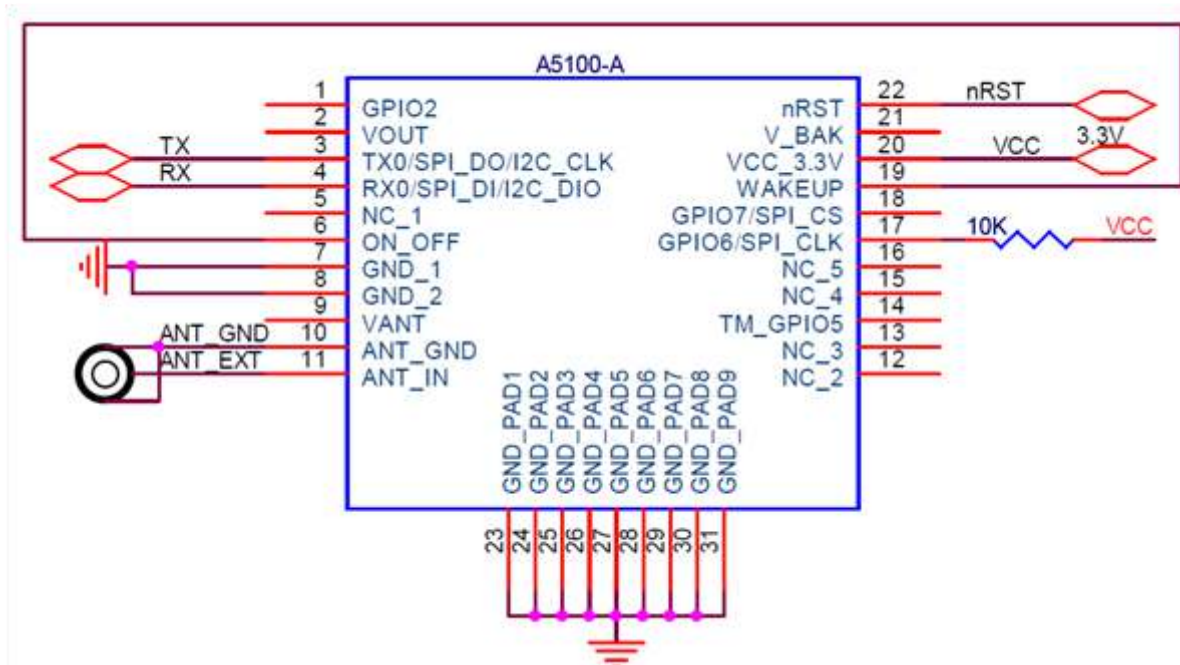 A5100-A
1 GPIO2
2 VOUT
TX 3 TX0/SPI_DO/I2C_CLK
RX 4 RX0/SPI_DI/I2C_DIO
5 NC_1
6 ON_OFF
7 GND_1
8 GND_2
9 VANT
ANT_GND 10 ANT_GND
ANT_EXT 11 ANT_IN
nRST 22 nRST
V_BAK 21
VCC_3.3V 20 VCC 3.3V
WAKEUP 19
GPIO7/SPI_CS 18
GPIO6/SPI_CLK 17 10K VCC
NC_5 16
NC_4 15
TM_GPIO5 14
NC_3 13
NC_2 12
GND_PAD1 23
GND_PAD2 24
GND_PAD3 25
GND_PAD4 26
GND_PAD5 27
GND_PAD6 28
GND_PAD7 29
GND_PAD8 30
GND_PAD9 31